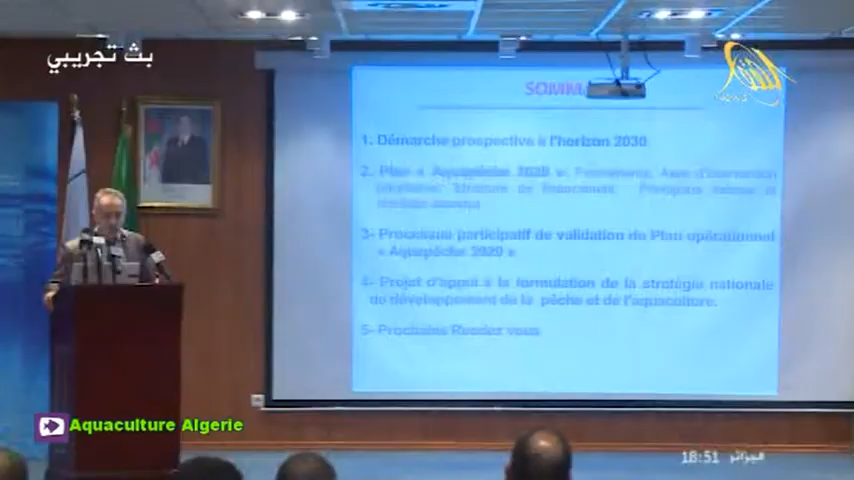 بث تجريبي
NEWS
1. Démarche prospective à l'horizon 2030
2. Plan « Aquapêche 2020 »
3- Processus participatif de validation du Plan opérationnel
« Aquapêche 2020 »
4- Projet d'appui à la formulation de la stratégie nationale
de développement de la pêche et de l'aquaculture.
5- Prochains Rendez vous
Aquaculture Algerie
18:51 الجزائر